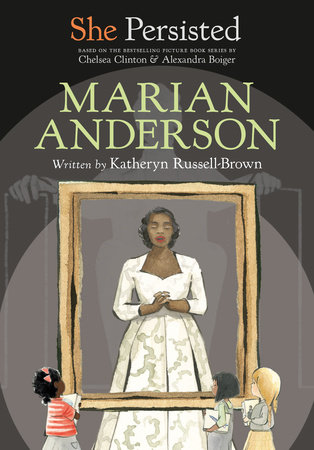 She Persisted
BASED ON THE BESTSELLING PICTURE BOOK SERIES BY
Chelsea Clinton & Alexandra Boiger
MARIAN
ANDERSON
Written by Katheryn Russell-Brown